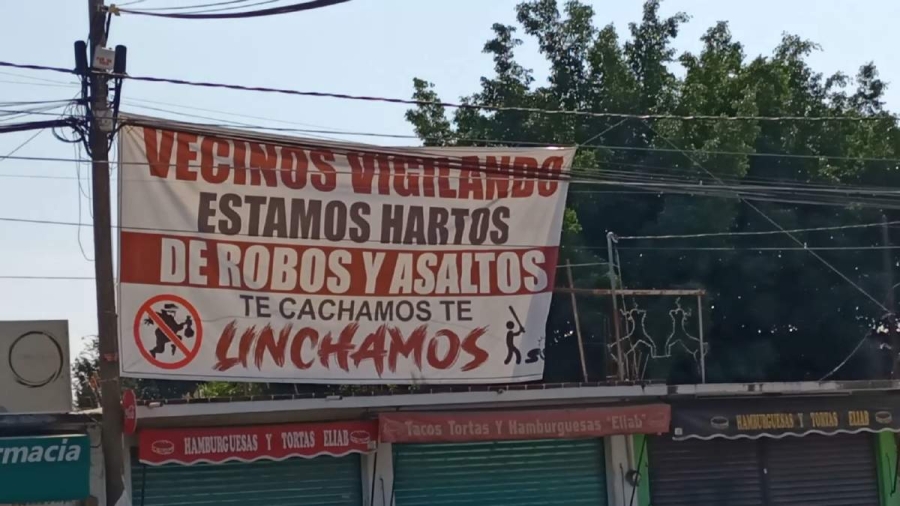 VECINOS VIGILANDO
ESTAMOS HARTOS
DE ROBOS Y ASALTOS
TE CACHAMOS TE
LINCHAMOS
rmacia
HAMBURGUESAS Y TORTAS ELIAB
Tacos Tortas Y Hamburguesas "Eliab"
HAMBURGUESAS Y TORTAS ELIAB